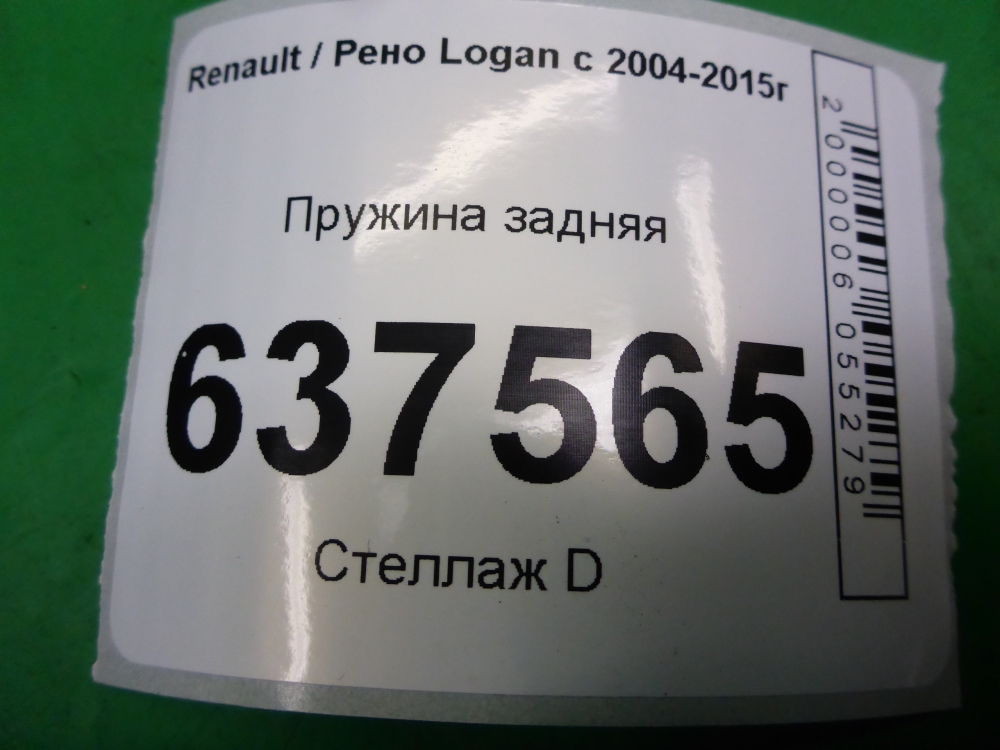 Renault / Рено Logan с 2004-2015г
Пружина задняя
637565
Стеллаж D
2000006055279